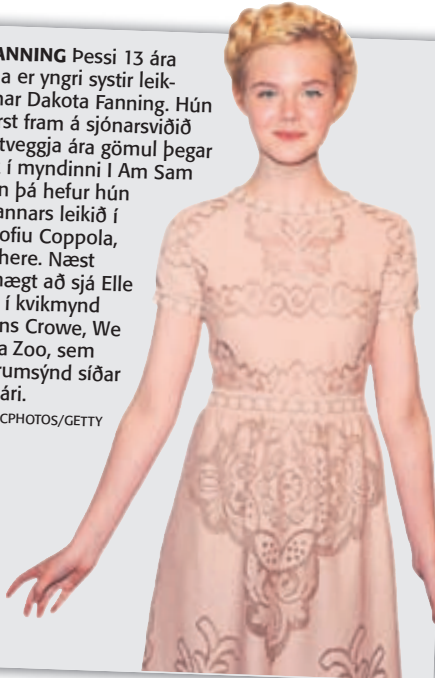 ANNING Þessi 13 ára
a er yngri systir leik-
nar Dakota Fanning. Hún
rst fram á sjónarsviðið
tveggja ára gömul þegar
í myndinni I Am Sam
n þá hefur hún
annars leikið í
ofiu Coppola,
here. Næst
hægt að sjá Elle
í kvikmynd
ns Crowe, We
a Zoo, sem
rumsýnd síðar
ári.
CPHOTOS/GETTY